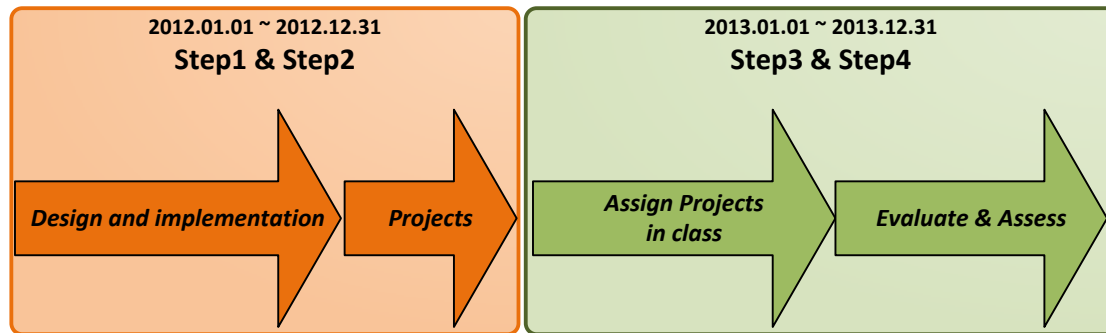 2012.01.01 ~ 2012.12.31
Step1 & Step2
Design and implementation
Projects
2013.01.01 ~ 2013.12.31
Step3 & Step4
Assign Projects
in class
Evaluate & Assess